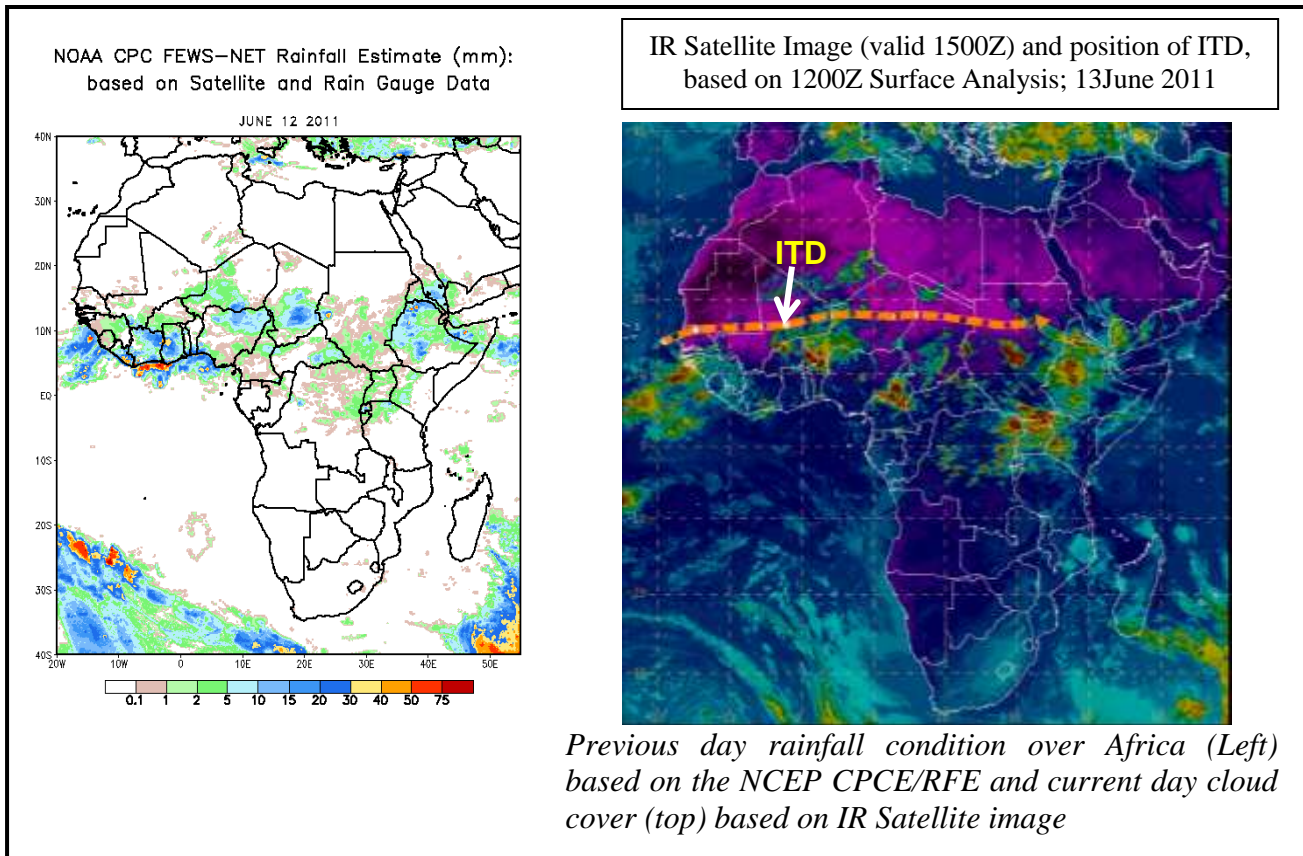 NOAA CPC FEWS-NET Rainfall Estimate (mm):
based on Satellite and Rain Gauge Data
JUNE 12 2011
40N
30N
20N
10N
EQ
10S
20S
30S
40S
20W 10W 0 10E 20E 30E 40E 50E
0.1 1 2 5 10 15 20 30 40 50 75
IR Satellite Image (valid 1500Z) and position of ITD,
based on 1200Z Surface Analysis; 13June 2011
ITD
Previous day rainfall condition over Africa (Left)
based on the NCEP CPCE/RFE and current day cloud
cover (top) based on IR Satellite image